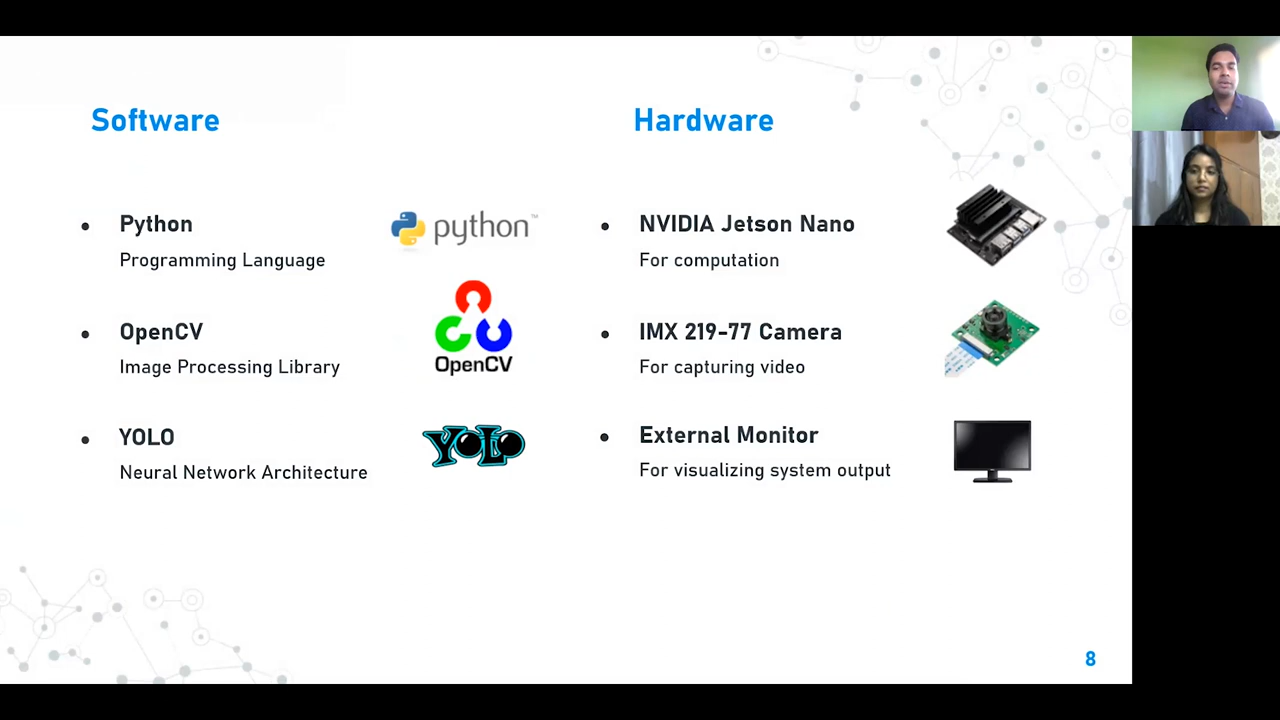 Software
Python
Programming Language
python™
OpenCV
Image Processing Library
OpenCV
YOLO
Neural Network Architecture
YOLO
Hardware
NVIDIA Jetson Nano
For computation
IMX 219-77 Camera
For capturing video
External Monitor
For visualizing system output
8